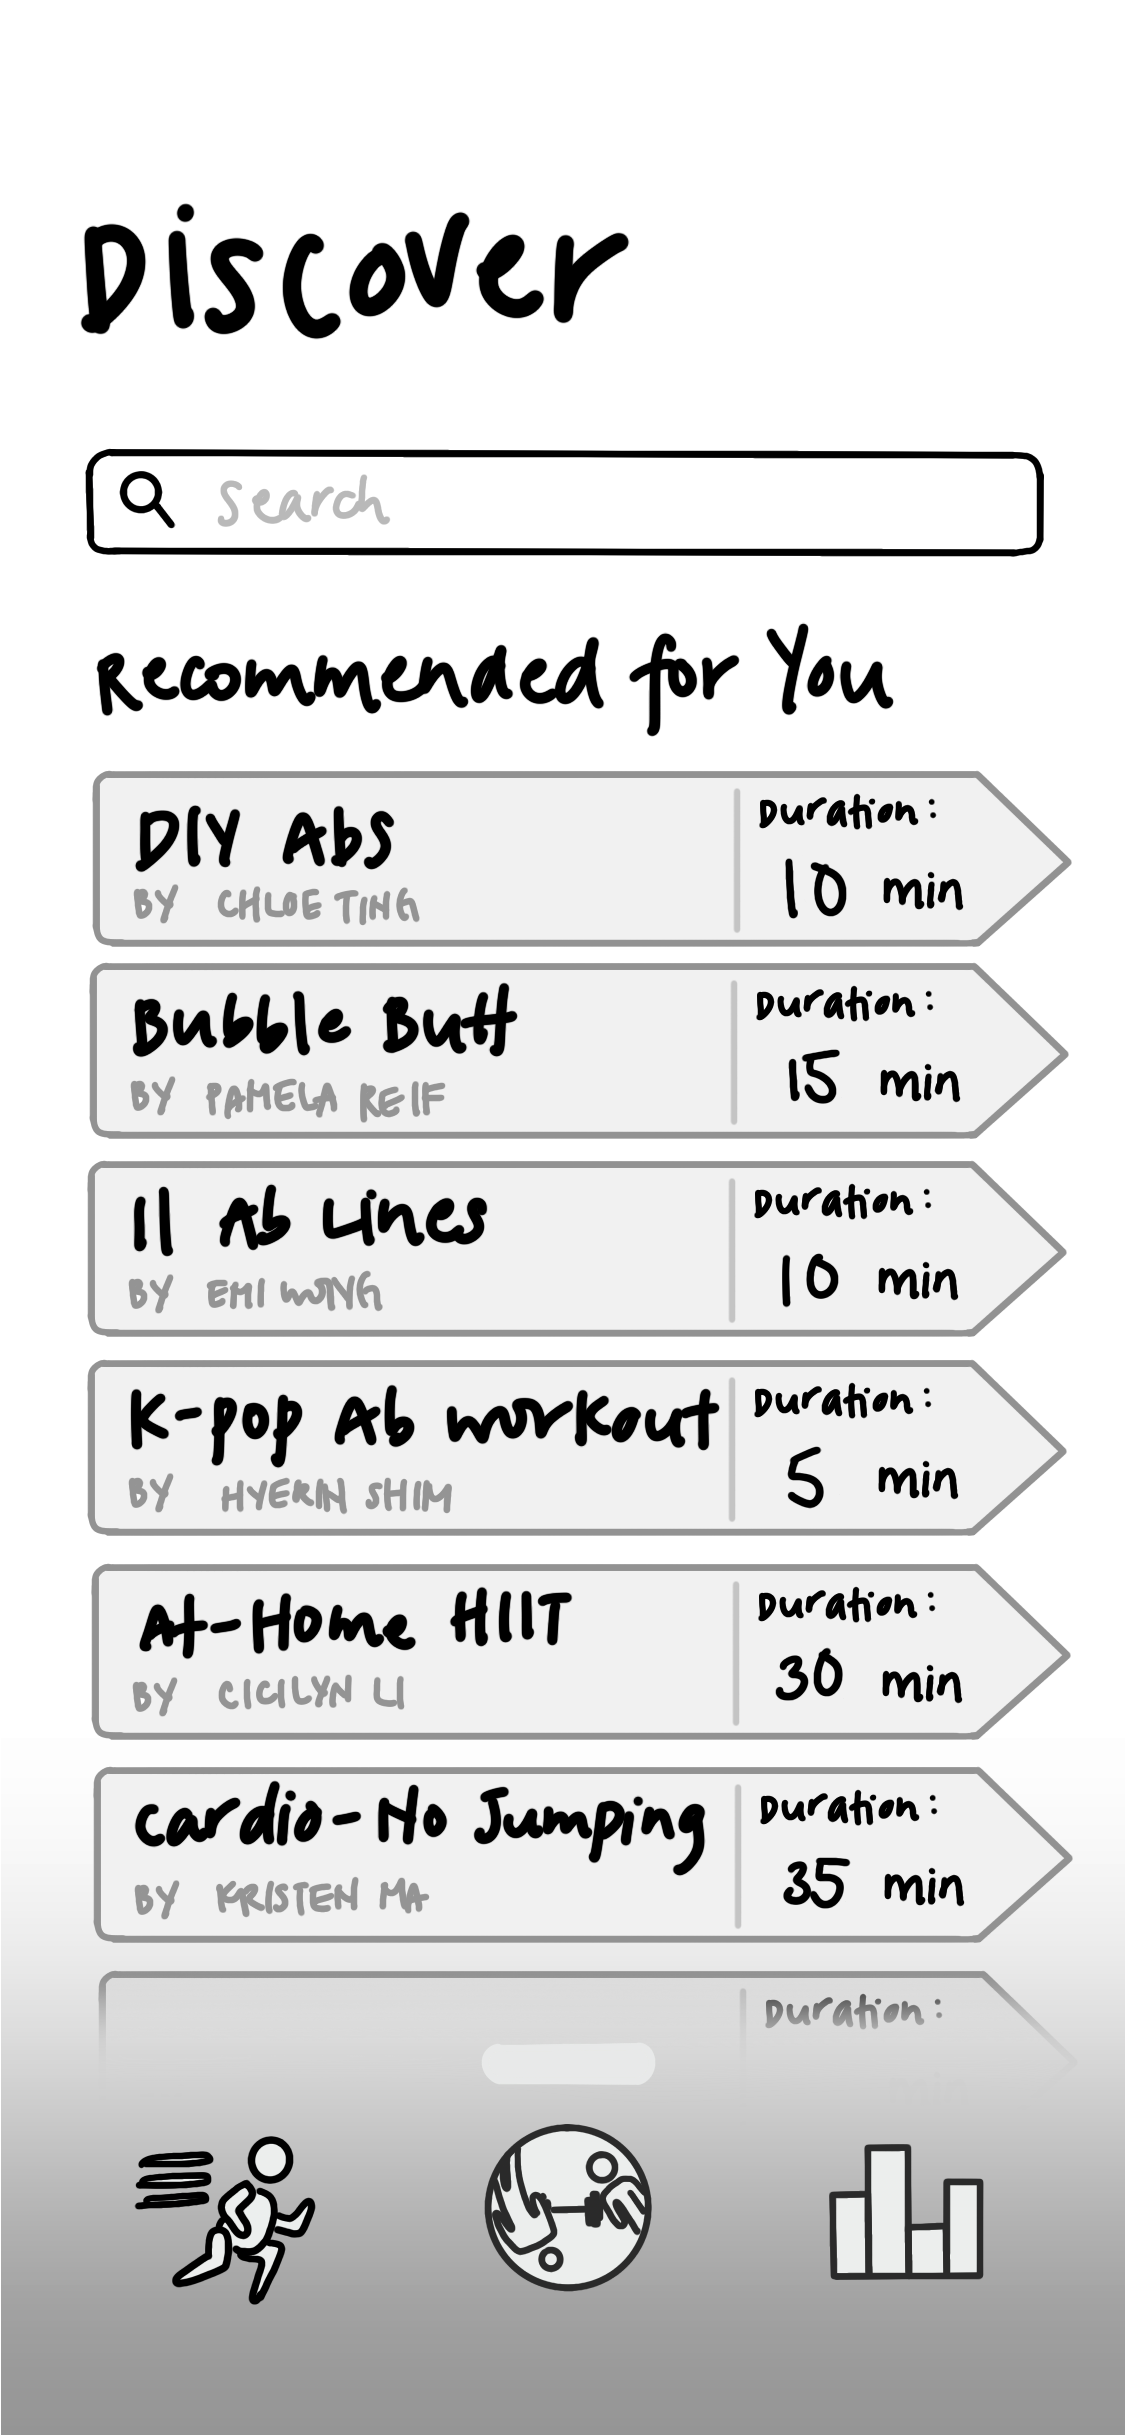 Discover
Search
Recommended for You
DIY Abs
BY CHLOE TING
Duration:
10 min
Bubble Butt
BY PAMELA REIF
Duration:
15 min
11 Ab Lines
BY EMI WONG
Duration:
10 min
K-pop Ab workout
BY HYERIN SHIM
Duration:
5 min
At-Home HIIT
BY CICILYN LI
Duration:
30 min
Cardio-No Jumping
BY KRISTEN MA
Duration:
35 min
Duration: